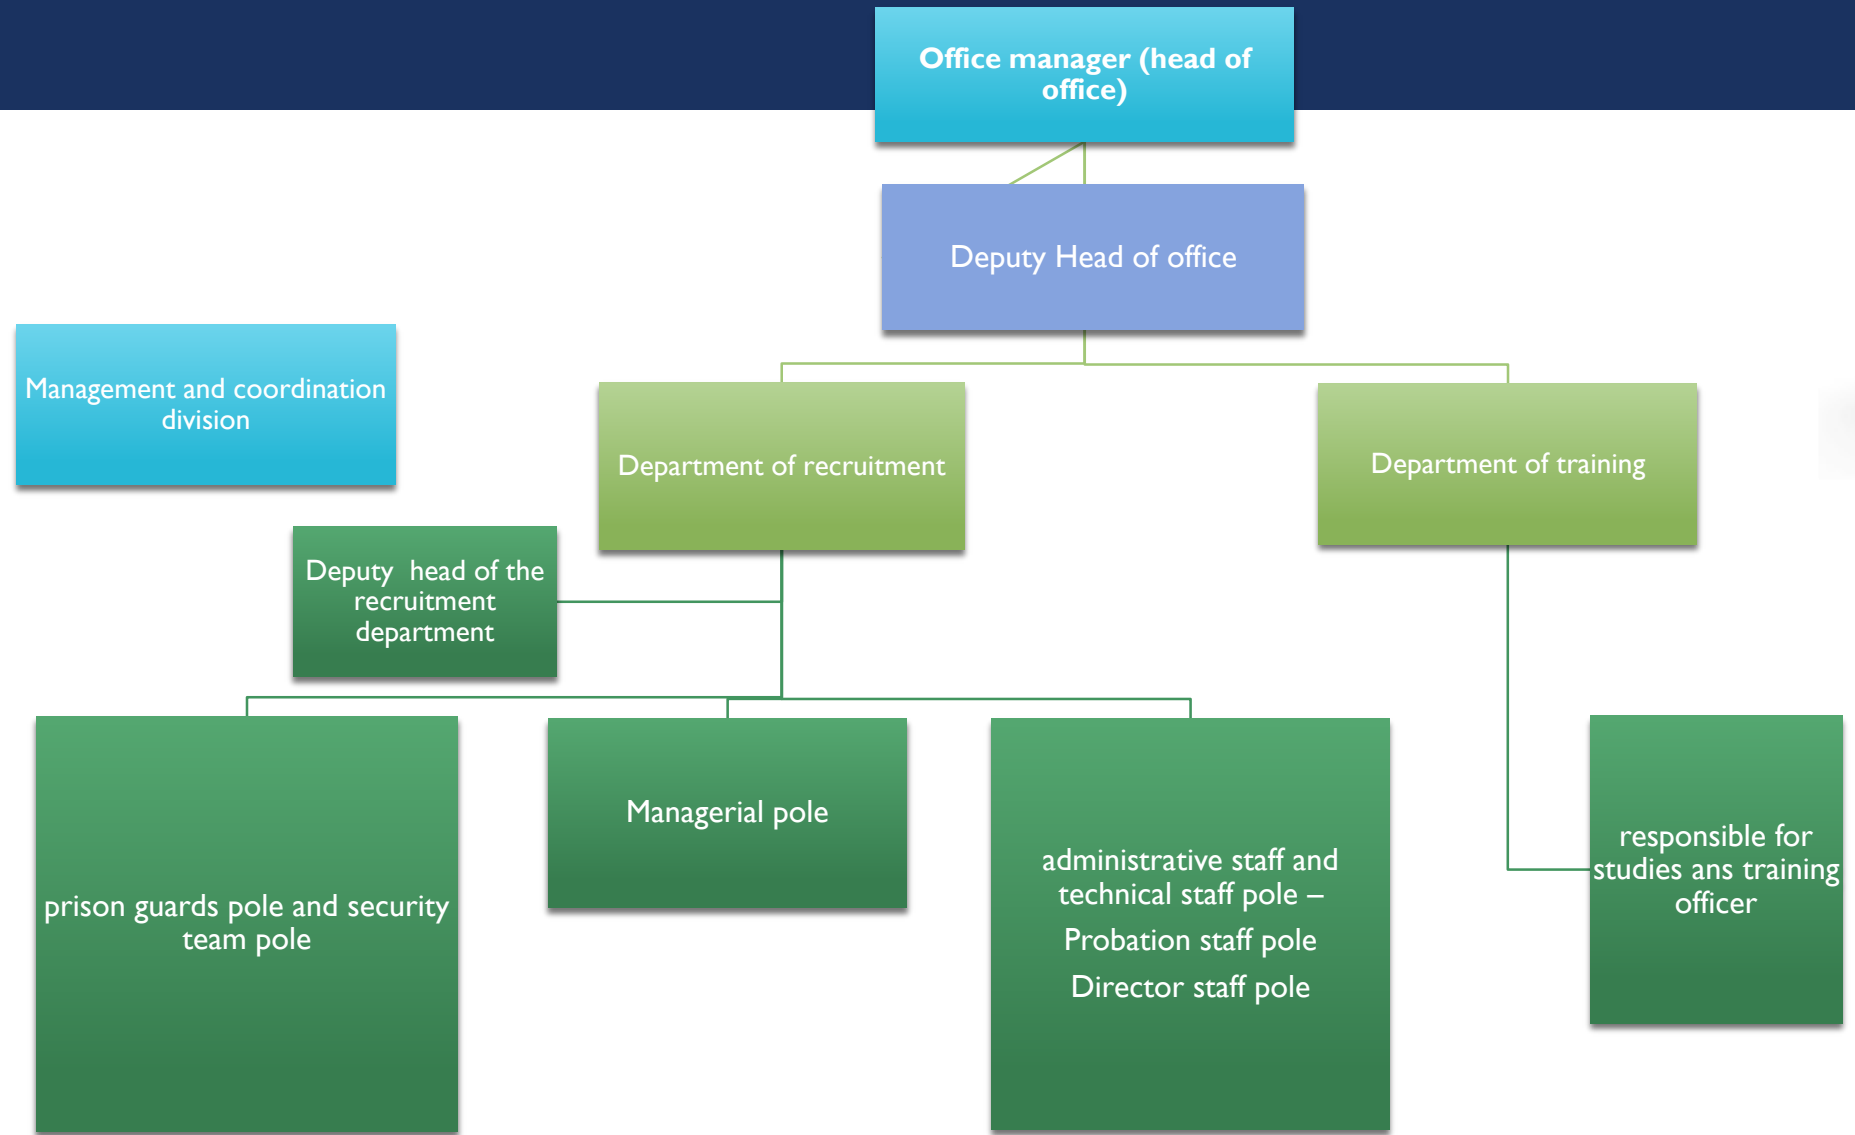 Office manager (head of
office)
Deputy Head of office
Management and coordination
division
Department of recruitment
Department of training
Deputy  head of the
recruitment
department
prison guards pole and security
team pole
Managerial pole
administrative staff and
technical staff pole –
Probation staff pole
Director staff pole
responsible for
studies ans training
officer